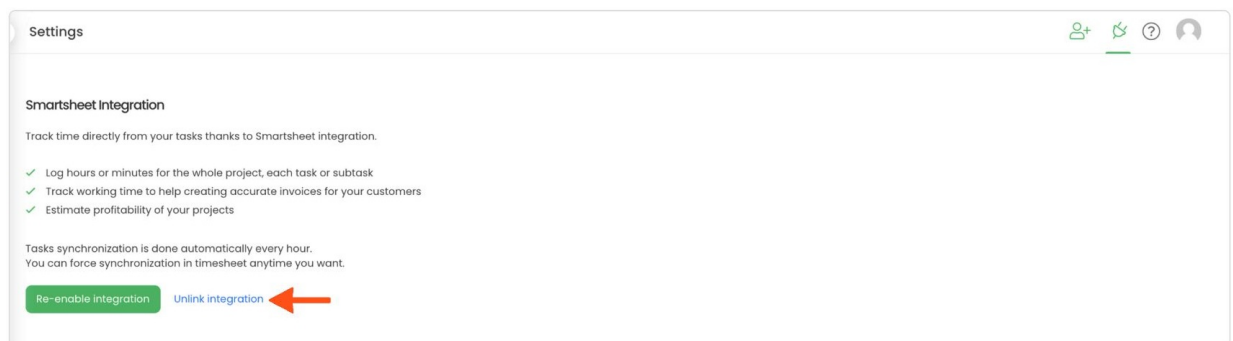 Settings
Smartsheet Integration
Track time directly from your tasks thanks to Smartsheet integration.
Log hours or minutes for the whole project, each task or subtask
Track working time to help creating accurate invoices for your customers
Estimate profitability of your projects
Tasks synchronization is done automatically every hour.
You can force synchronization in timesheet anytime you want.
Re-enable integration Unlink integration